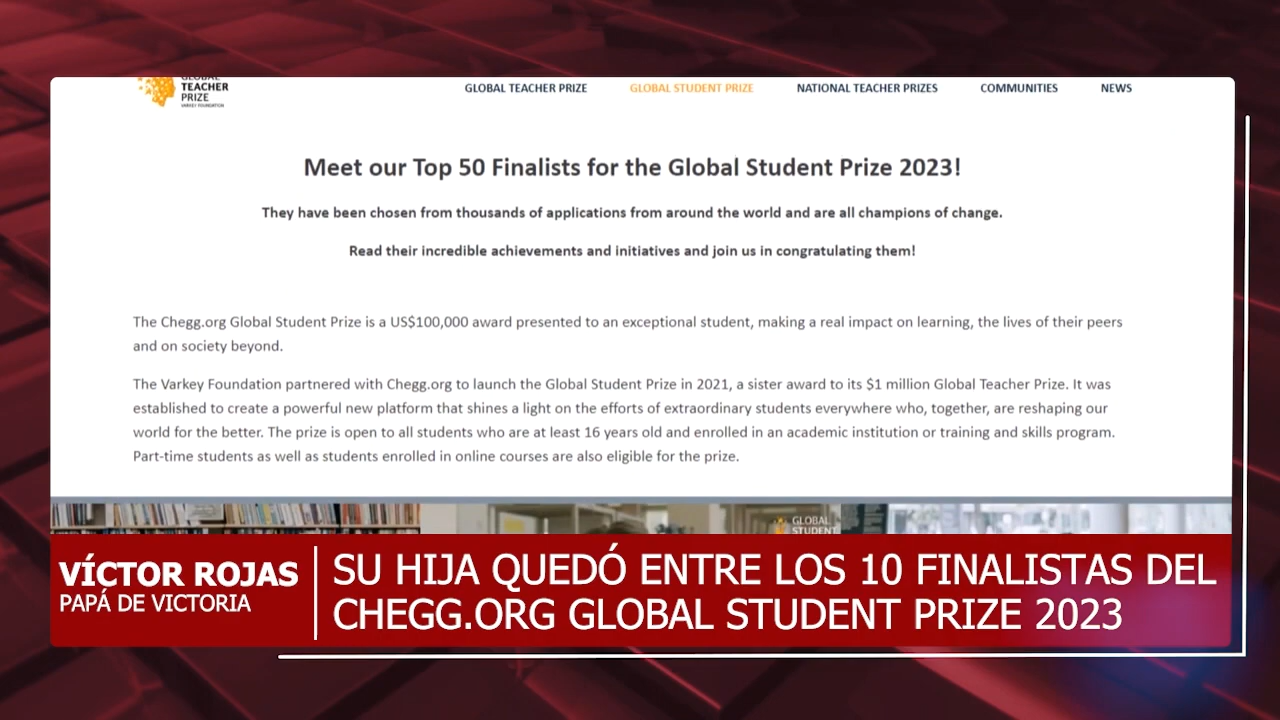 GLOBAL
TEACHER
PRIZE
VARKEY FOUNDATION
GLOBAL TEACHER PRIZE
GLOBAL STUDENT PRIZE
NATIONAL TEACHER PRIZES
COMMUNITIES
NEWS
Meet our Top 50 Finalists for the Global Student Prize 2023!
They have been chosen from thousands of applications from around the world and are all champions of change.
Read their incredible achievements and initiatives and join us in congratulating them!
The Chegg.org Global Student Prize is a US$100,000 award presented to an exceptional student, making a real impact on learning, the lives of their peers
and on society beyond.
The Varkey Foundation partnered with Chegg.org to launch the Global Student Prize in 2021, a sister award to its $1 million Global Teacher Prize. It was
established to create a powerful new platform that shines a light on the efforts of extraordinary students everywhere who, together, are reshaping our
world for the better. The prize is open to all students who are at least 16 years old and enrolled in an academic institution or training and skills program.
Part-time students as well as students enrolled in online courses are also eligible for the prize.
GLOBAL
STUDENT
VÍCTOR ROJAS
PAPÁ DE VICTORIA
SU HIJA QUEDÓ ENTRE LOS 10 FINALISTAS DEL
CHEGG.ORG GLOBAL STUDENT PRIZE 2023